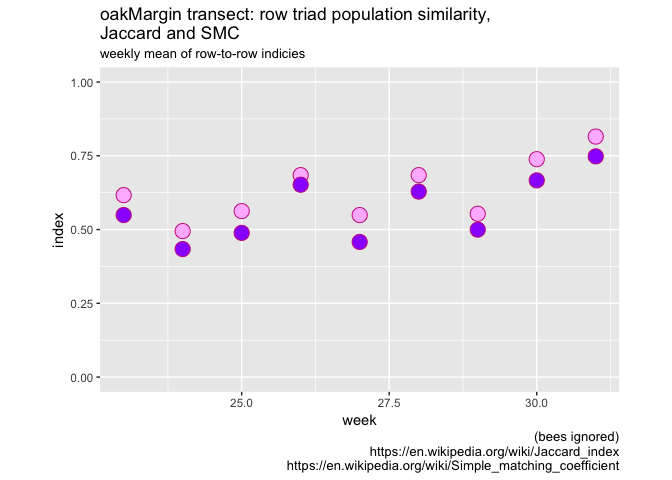 oakMargin transect: row triad population similarity,
Jaccard and SMC
weekly mean of row-to-row indicies
1.00
0.75
0.50
0.25
0.00
index
25.0
27.5
30.0
week
(bees ignored)
https://en.wikipedia.org/wiki/Jaccard_index
https://en.wikipedia.org/wiki/Simple_matching_coefficient